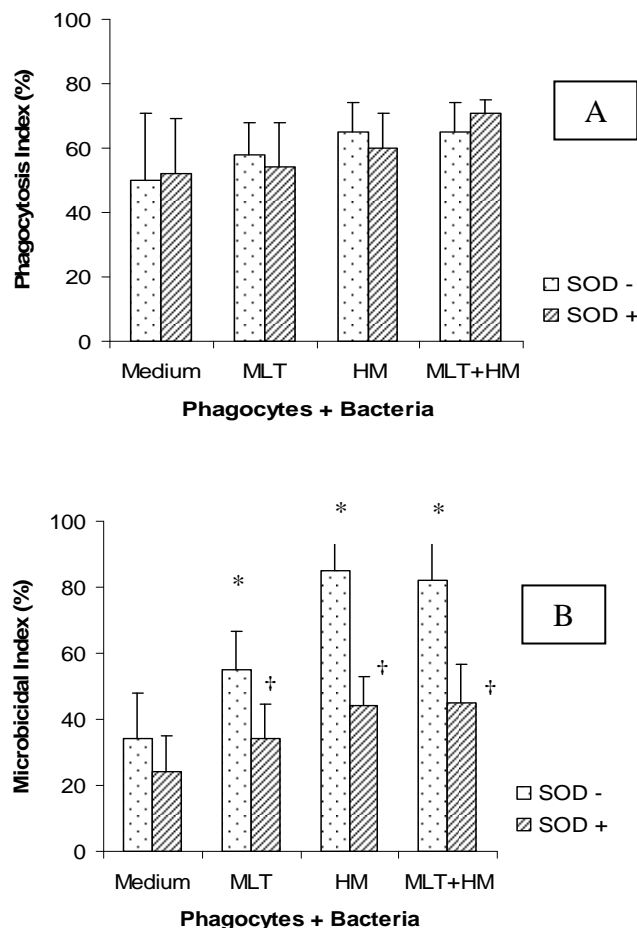 100
80
60
40
20
0
Phagocytosis Index (%)
A
SOD -
SOD +
Medium MLT HM MLT+HM
Phagocytes + Bacteria
* * *
100
80
60
40
20
0
Microbicidal Index (%)
‡ ‡ ‡
B
SOD -
SOD +
Medium MLT HM MLT+HM
Phagocytes + Bacteria